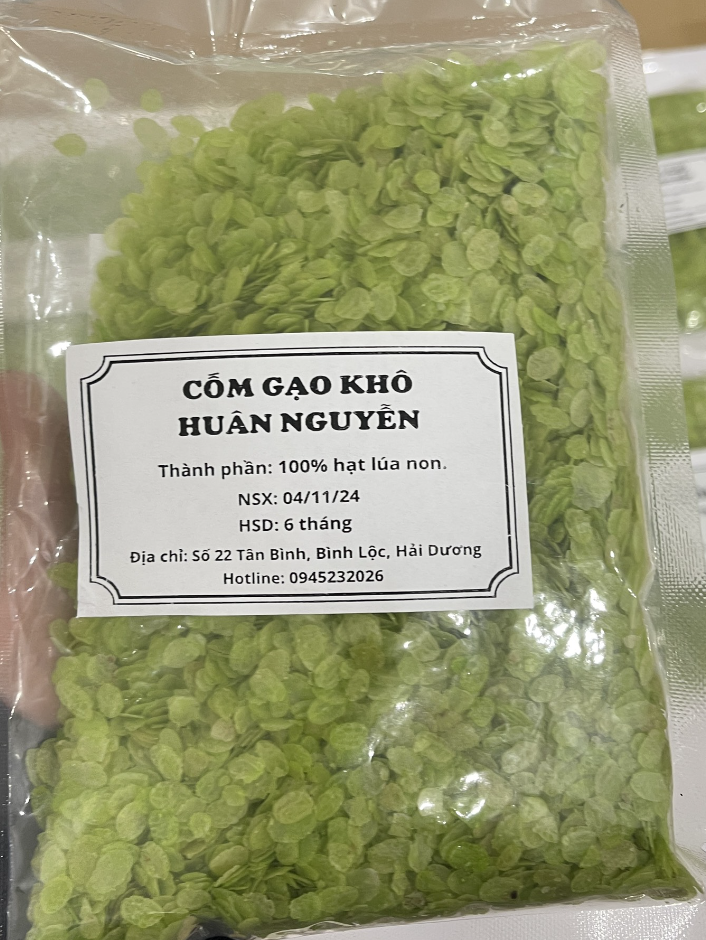 CỐM GẠO KHÔ
HUÂN NGUYỄN
Thành phần: 100% hạt lúa non.
NSX: 04/11/24
HSD: 6 tháng
Địa chỉ: Số 22 Tân Bình, Bình Lộc, Hải Dương
Hotline: 0945232026